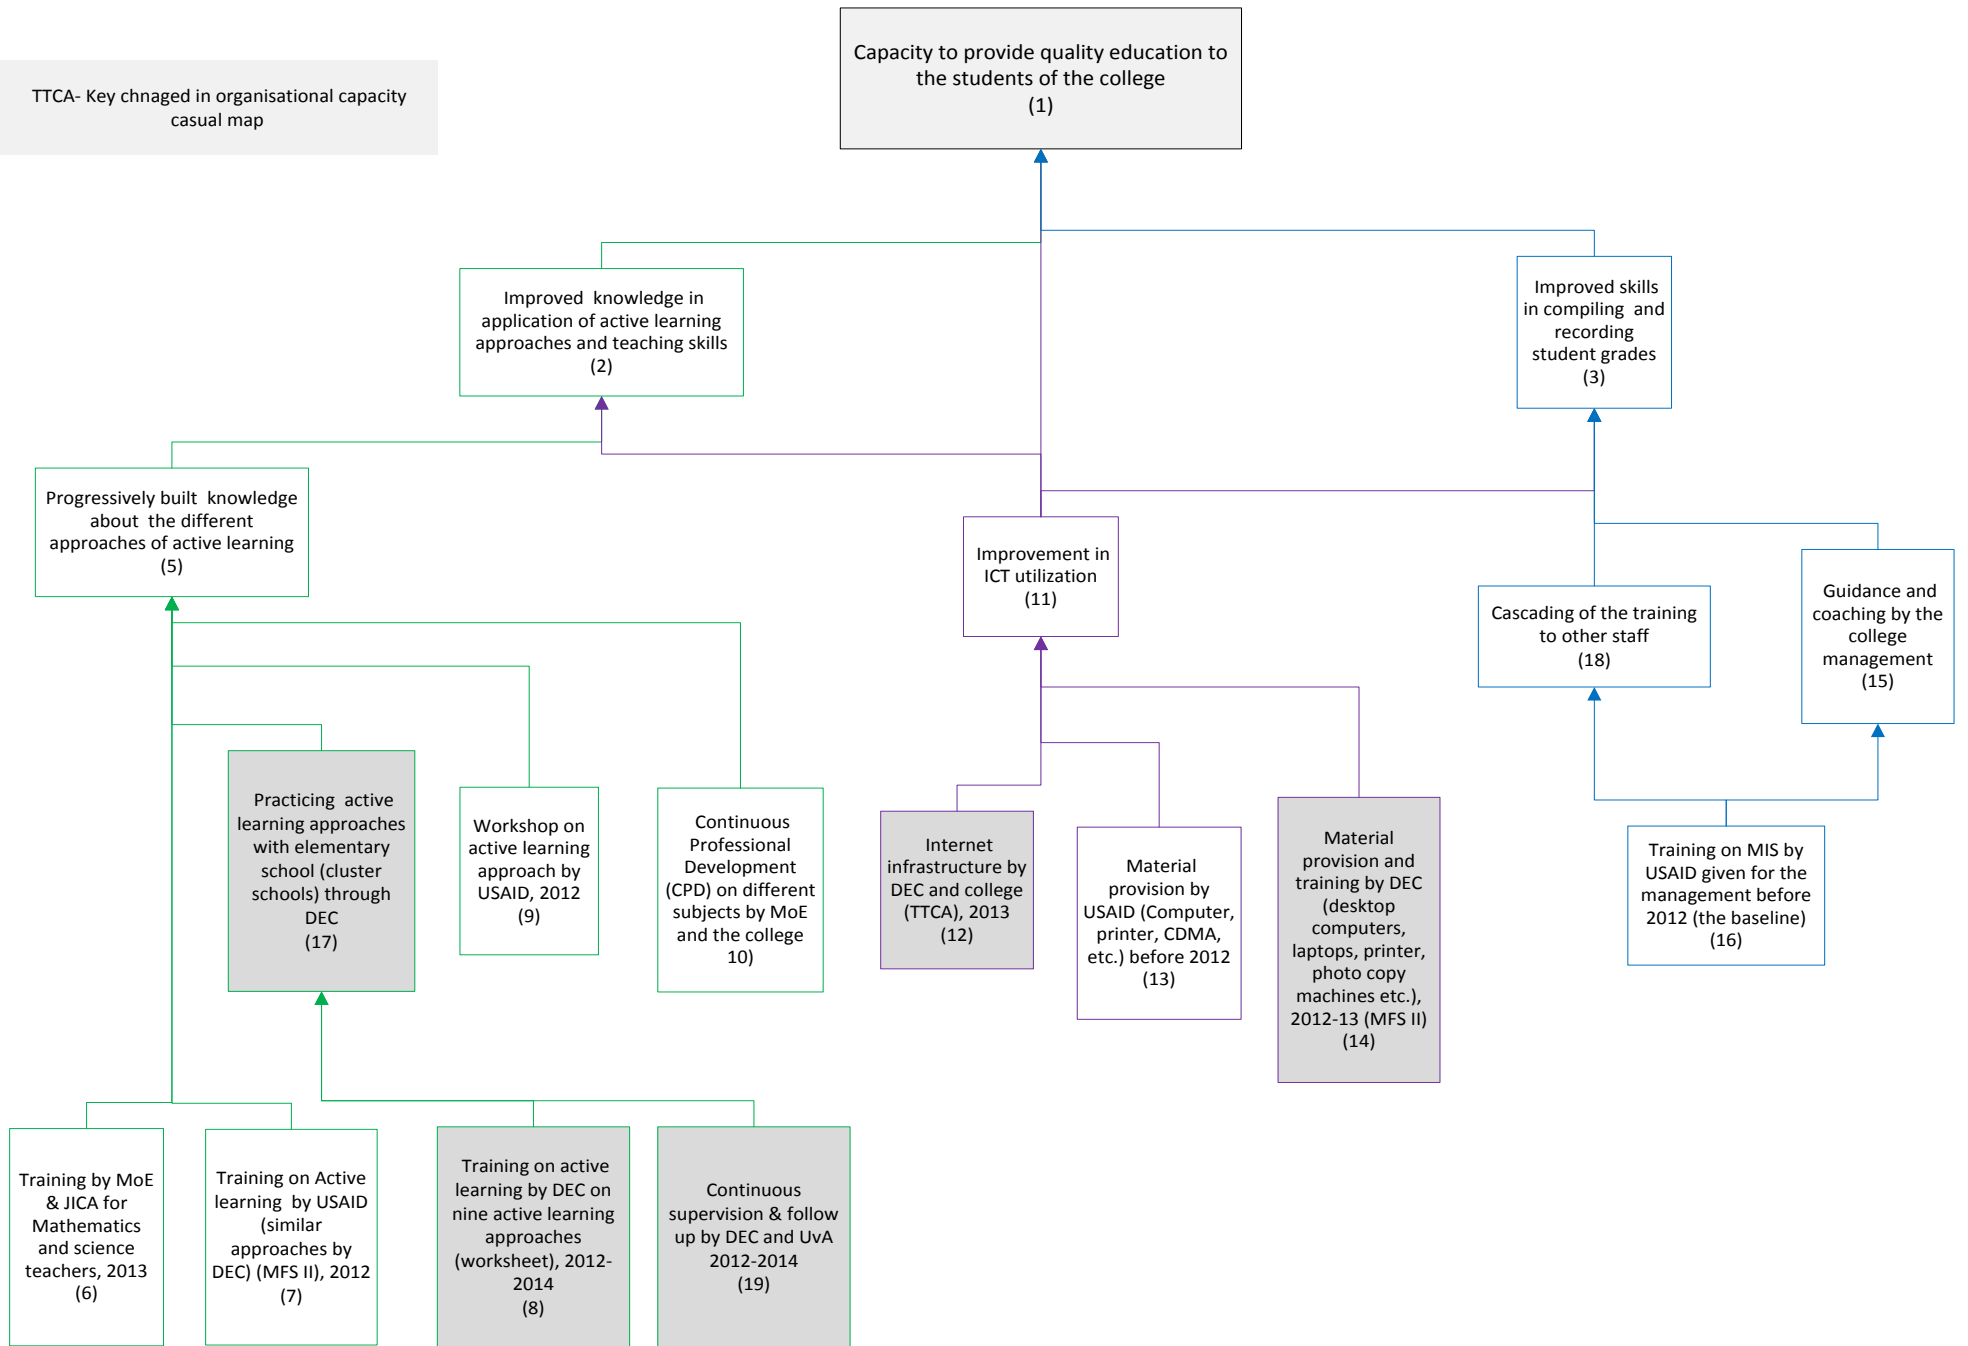 Capacity to provide quality education to
the students of the college
(1)
TTCA- Key chnaged in organisational capacity
casual map
Improved knowledge in
application of active learning
approaches and teaching skills
(2)
Improved skills
in compiling and
recording
student grades
(3)
Progressively built knowledge
about the different
approaches of active learning
(5)
Improvement in
ICT utilization
(11)
Cascading of the training
to other staff
(18)
Guidance and
coaching by the
college
management
(15)
Practicing active
learning approaches
with elementary
school (cluster
schools) through
DEC
(17)
Workshop on
active learning
approach by
USAID, 2012
(9)
Continuous
Professional
Development
(CPD) on different
subjects by MoE
and the college
10)
Internet
infrastructure by
DEC and college
(TTCA), 2013
(12)
Material
provision by
USAID (Computer,
printer, CDMA,
etc.) before 2012
(13)
Material
provision and
training by DEC
(desktop
computers,
laptops, printer,
photo copy
machines etc.),
2012-13 (MFS II)
(14)
Training on MIS by
USAID given for the
management before
2012 (the baseline)
(16)
Training by MoE
& JICA for
Mathematics
and science
teachers, 2013
(6)
Training on Active
learning by USAID
(similar
approaches by
DEC) (MFS II), 2012
(7)
Training on active
learning by DEC on
nine active learning
approaches
(worksheet), 2012-
2014
(8)
Continuous
supervision & follow
up by DEC and UvA
2012-2014
(19)